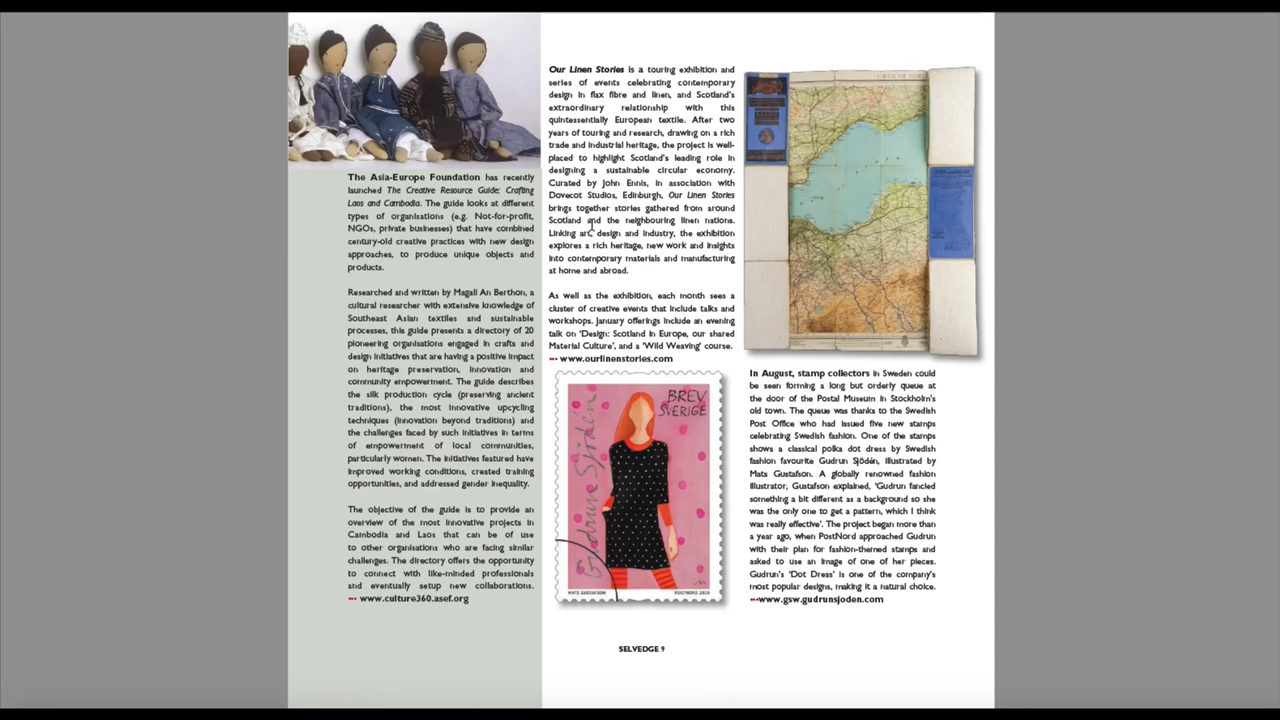 The Asia-Europe Foundation has recently
launched The Creative Resource Guide: Crafting
Laos and Cambodia. The guide looks at different
types of organisations (e.g. Not-for-profit,
NGOs, private businesses) that have combined
century-old creative practices with new design
approaches, to produce unique objects and
products.
Researched and written by Magali An Berthon, a
cultural researcher with extensive knowledge of
Southeast Asian textiles and sustainable
processes, this guide presents a directory of 20
pioneering organisations engaged in crafts and
design initiatives that are having a positive impact
on heritage preservation, innovation and
community empowerment. The guide describes
the silk production cycle (preserving ancient
traditions), the most innovative upcycling
techniques (innovation beyond traditions) and
the challenges faced by such initiatives in terms
of empowerment of local communities,
particularly women. The initiatives featured have
improved working conditions, created training
opportunities, and addressed gender inequality.
The objective of the guide is to provide an
overview of the most innovative projects in
Cambodia and Laos that can be of use
to other organisations who are facing similar
challenges. The directory offers the opportunity
to connect with like-minded professionals
and eventually setup new collaborations.
www.culture360.asef.org
Our Linen Stories is a touring exhibition and
series of events celebrating contemporary
design in flax fibre and linen, and Scotland's
extraordinary relationship with this
quintessentially European textile. After two
years of touring and research, drawing on a rich
trade and industrial heritage, the project is well-
placed to highlight Scotland's leading role in
designing a sustainable circular economy.
Curated by John Ennis, in association with
Dovecot Studios, Edinburgh, Our Linen Stories
brings together stories gathered from around
Scotland and the neighbouring linen nations.
Linking art, design and industry, the exhibition
explores a rich heritage, new work and insights
into contemporary materials and manufacturing
at home and abroad.
As well as the exhibition, each month sees a
cluster of creative events that include talks and
workshops. January offerings include an evening
talk on 'Design: Scotland in Europe, our shared
Material Culture', and a 'Wild Weaving' course.
www.ourlinenstories.com
BREV
SVERIGE
Gudrun Sjödén
MATS GUSTAFSON
POSTNORD 2019
In August, stamp collectors in Sweden could
be seen forming a long but orderly queue at
the door of the Postal Museum in Stockholm's
old town. The queue was thanks to the Swedish
Post Office who had issued five new stamps
celebrating Swedish fashion. One of the stamps
shows a classical polka dot dress by Swedish
fashion favourite Gudrun Sjödén, illustrated by
Mats Gustafson. A globally renowned fashion
illustrator, Gustafson explained, 'Gudrun fancied
something a bit different as a background so she
was the only one to get a pattern, which I think
was really effective'. The project began more than
a year ago, when PostNord approached Gudrun
with their plan for fashion-themed stamps and
asked to use an image of one of her pieces.
Gudrun's 'Dot Dress' is one of the company's
most popular designs, making it a natural choice.
www.gsw.gudrunsjoden.com
SELVEDGE 9